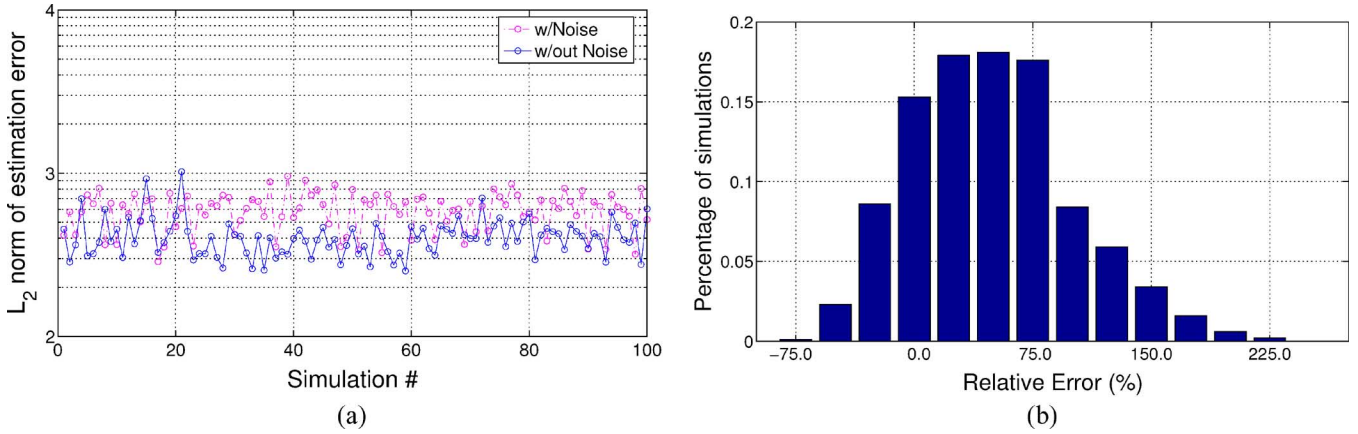 4
3
2
L2 norm of estimation error
w/Noise
w/out Noise
0 20 40 60 80 100
Simulation #
(a)
0.2
0.15
0.1
0.05
0
Percentage of simulations
−75.0 0.0 75.0 150.0 225.0
Relative Error (%)
(b)